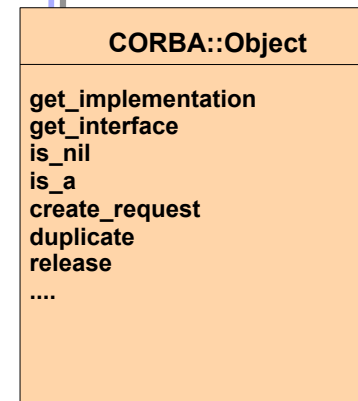 CORBA::Object
get_implementation
get_interface
is_nil
is_a
create_request
duplicate
release
....